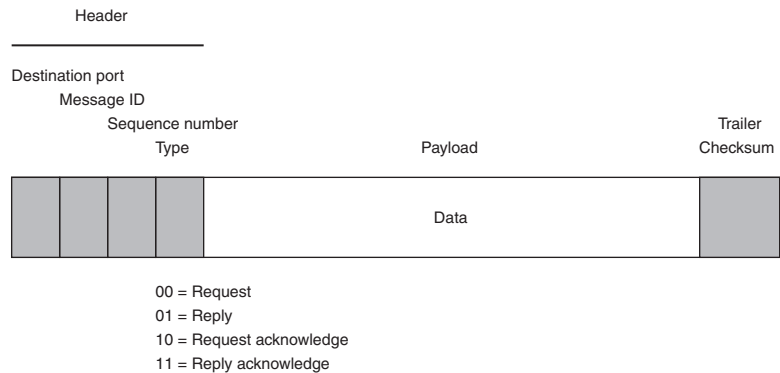 Header
Destination port
Message ID
Sequence number
Type
Payload
Trailer
Checksum
Data
00 = Request
01 = Reply
10 = Request acknowledge
11 = Reply acknowledge